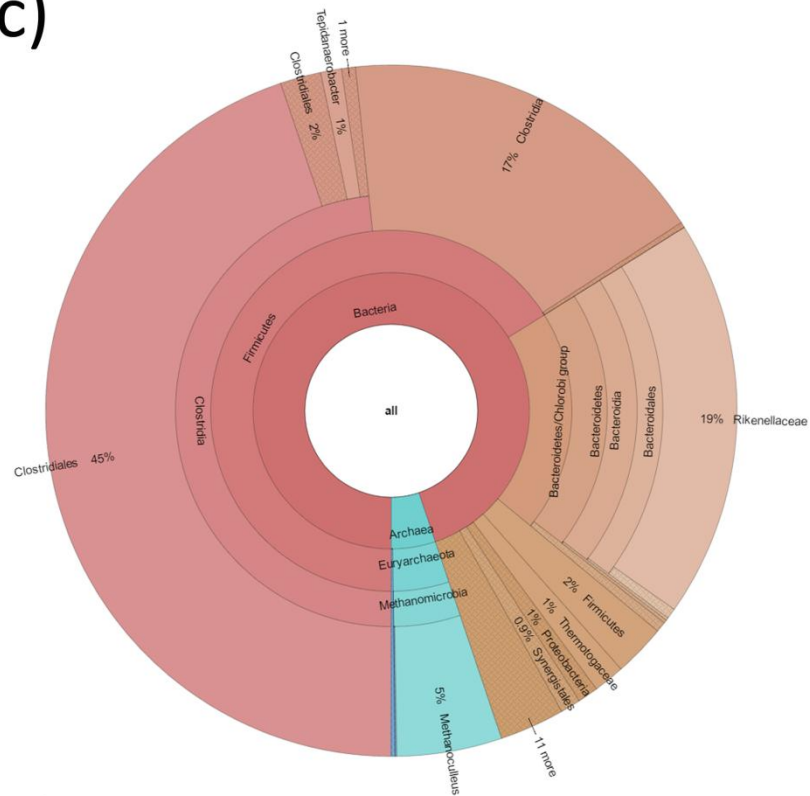 c)
1 more
Tepidanaerobacter 1%
Clostridiales 2%
17% Clostridia
Bacteria
Firmicutes
Clostridia
all
Bacteroidetes/Chlorobi group
Bacteroidetes
Bacteroidia
Bacteroidales
19% Rikenellaceae
Clostridiales 45%
Archaea
Euryarchaeota
Methanomicrobia
5% Methanoculleus
2% Firmicutes
1% Thermotogaceae
1% Proteobacteria
0.9% Synergistales
11 more